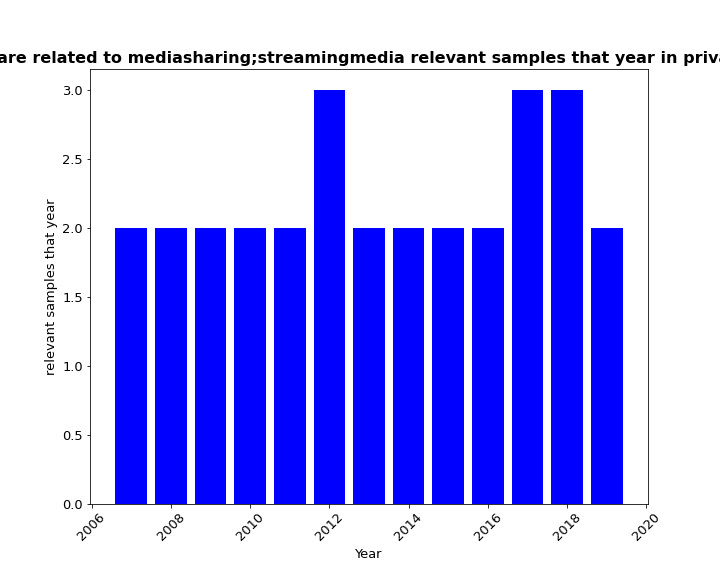 are related to mediasharing;streamingmedia relevant samples that year in priva
3.0
2.5
2.0
1.5
1.0
0.5
0.0
relevant samples that year
2006 2008 2010 2012 2014 2016 2018 2020
Year